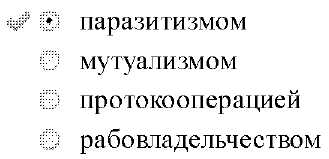 паразитизмом
мутуализмом
протокооперацией
рабовладельчеством